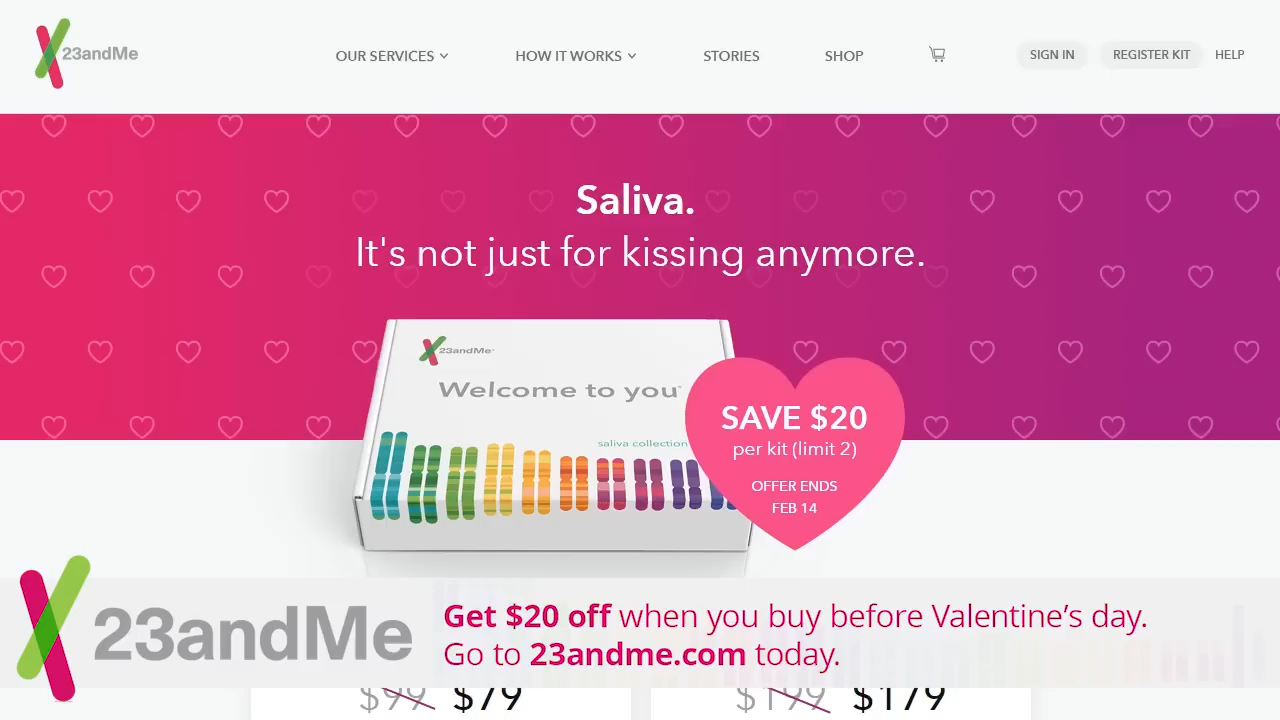 23andMe
OUR SERVICES
HOW IT WORKS
STORIES
SHOP
SIGN IN
REGISTER KIT
HELP
Saliva.
It's not just for kissing anymore.
23andMe
Welcome to you
saliva collection
SAVE $20
per kit (limit 2)
OFFER ENDS
FEB 14
23andMe
Get $20 off when you buy before Valentine’s day.
Go to 23andme.com today.
$99 $79
$199 $179